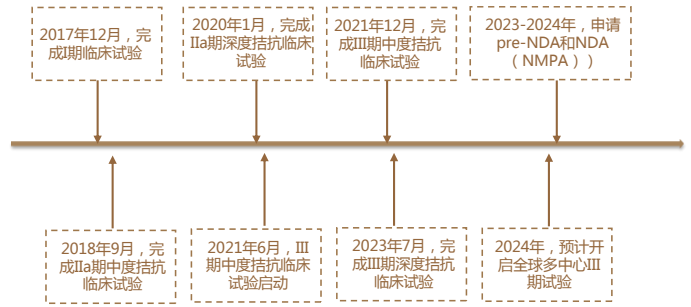 2017年12月，完
成I期临床试验
2020年1月，完成
IIa期深度拮抗临床
试验
2021年12月，完
成III期中度拮抗
临床试验
2023-2024年，申请
pre-NDA和NDA
（NMPA））
2018年9月，完
成IIa期中度拮抗
临床试验
2021年6月，III
期中度拮抗临床
试验启动
2023年7月，完
成III期深度拮抗
临床试验
2024年，预计开
启全球多中心III
期试验